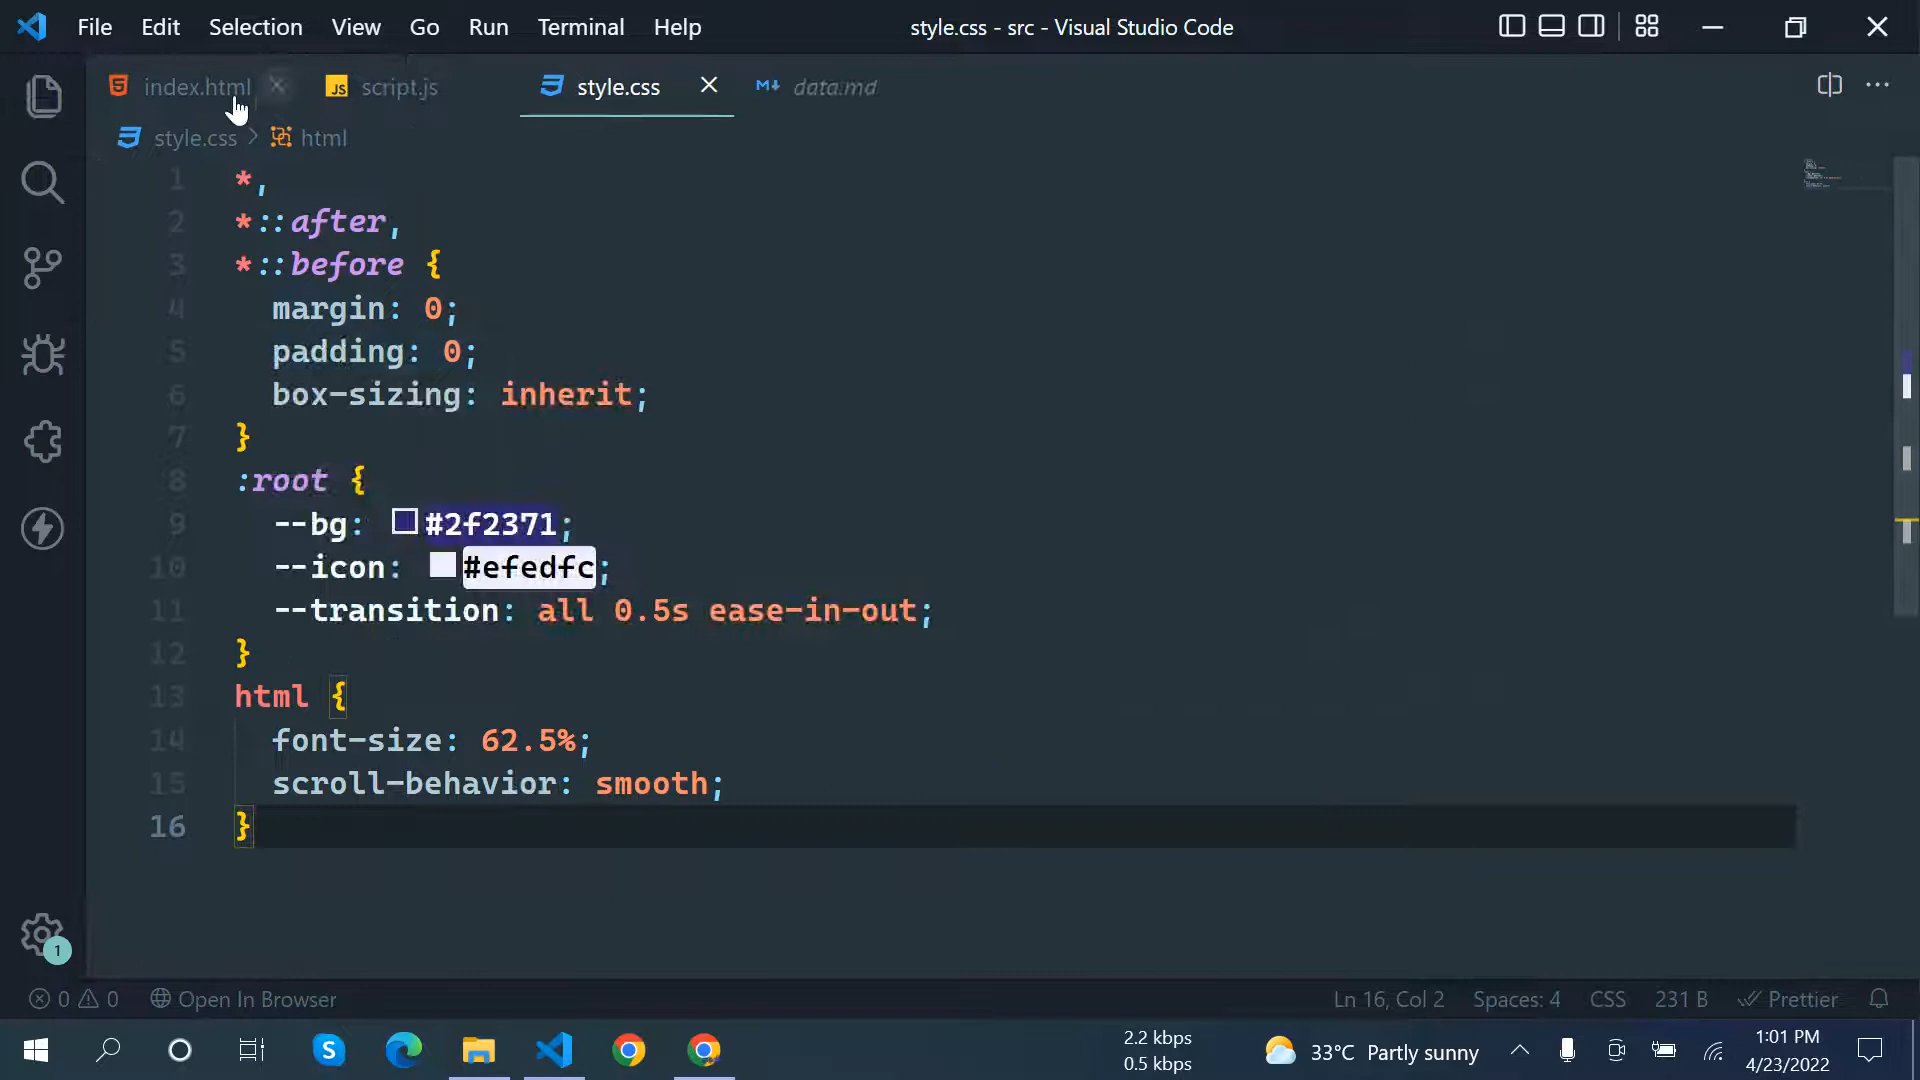 File Edit Selection View Go Run Terminal Help style.css - src - Visual Studio Code
index.html JS script.js style.css data.md
style.css > html
1 *,
2 *::after,
3 *::before {
4 margin: 0;
5 padding: 0;
6 box-sizing: inherit;
7 }
8 :root {
9 --bg: #2f2371;
10 --icon: #efedfc;
11 --transition: all 0.5s ease-in-out;
12 }
13 html {
14 font-size: 62.5%;
15 scroll-behavior: smooth;
16 }
1
0 0 Open In Browser Ln 16, Col 2 Spaces: 4 CSS 231 B Prettier
2.2 kbps
0.5 kbps
33°C Partly sunny
1:01 PM
4/23/2022